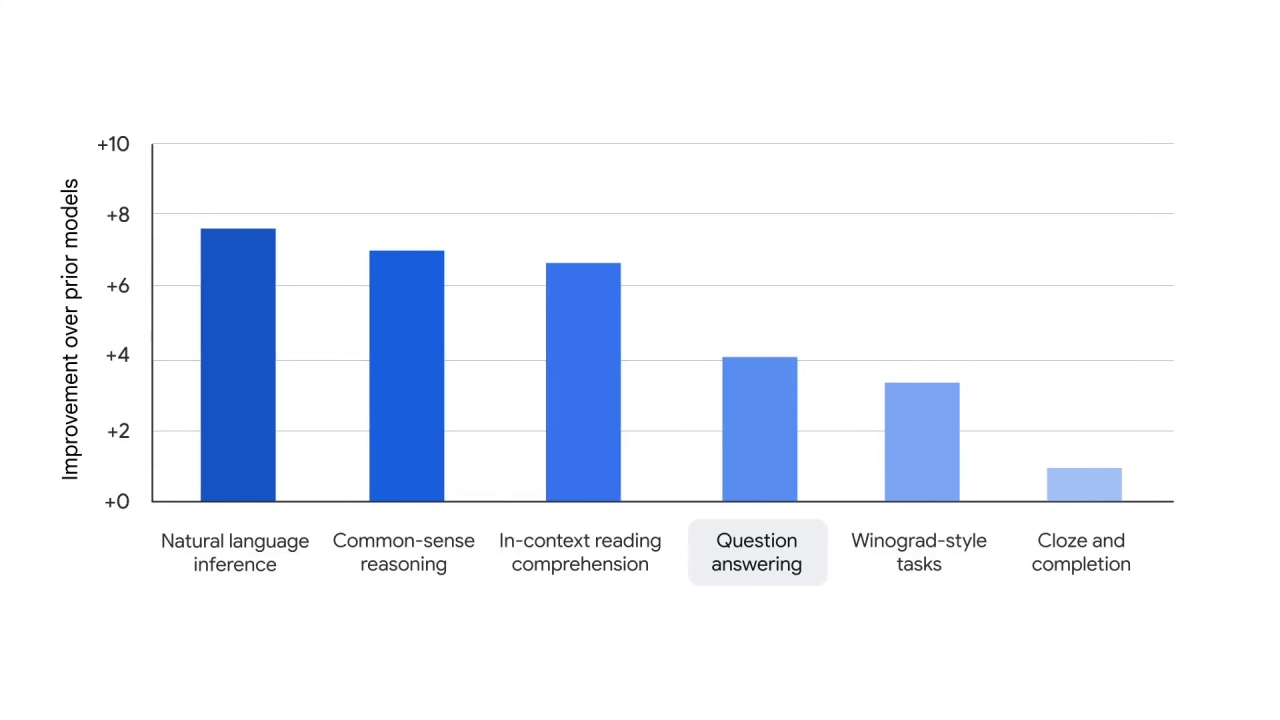 +10
+8
+6
+4
+2
+0
Improvement over prior models
Natural language
inference
Common-sense
reasoning
In-context reading
comprehension
Question
answering
Winograd-style
tasks
Cloze and
completion